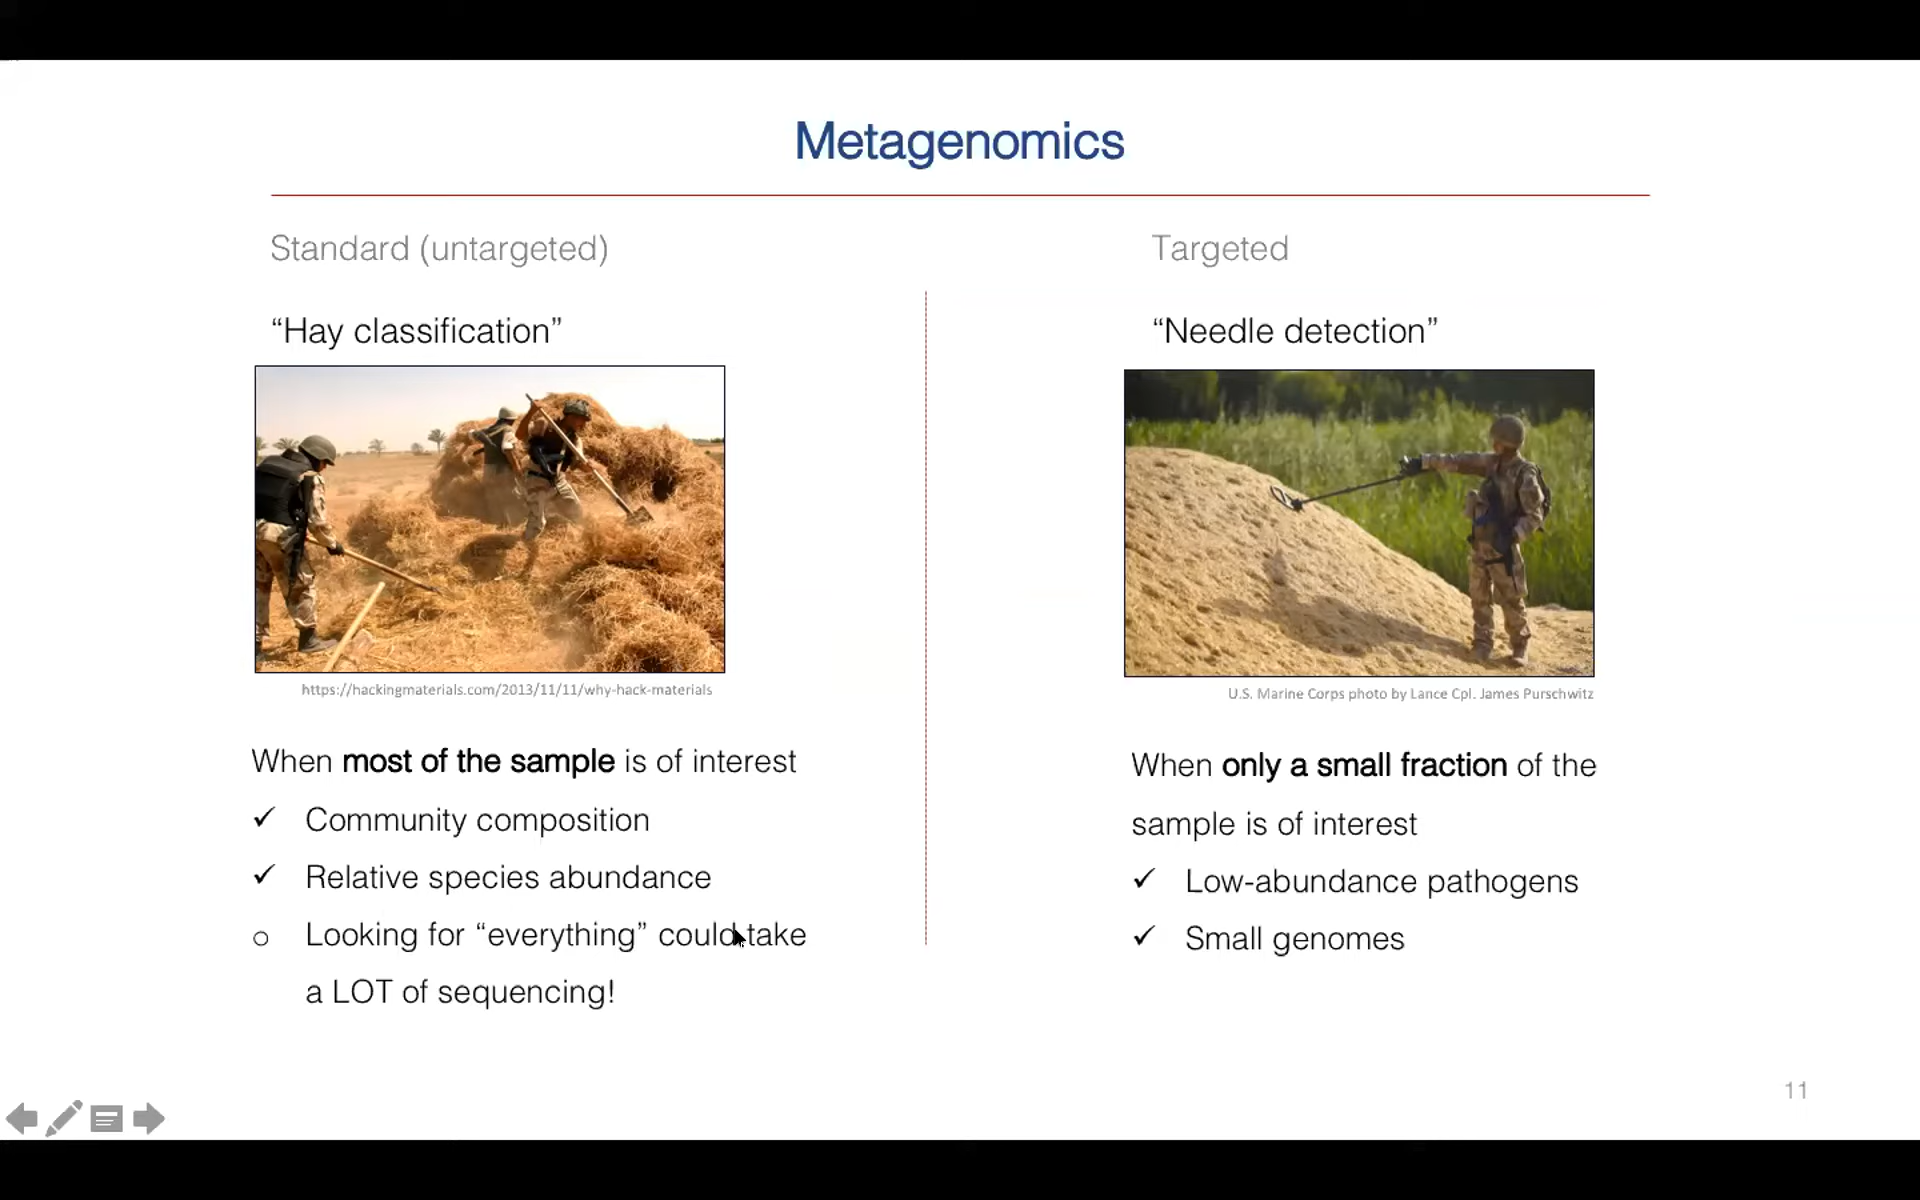 Metagenomics
Standard (untargeted)
“Hay classification”
https://hackingmaterials.com/2013/11/11/why-hack-materials
When most of the sample is of interest
✓ Community composition
✓ Relative species abundance
○ Looking for “everything” could take
a LOT of sequencing!
Targeted
“Needle detection”
U.S. Marine Corps photo by Lance Cpl. James Purschwitz
When only a small fraction of the
sample is of interest
✓ Low-abundance pathogens
✓ Small genomes
11